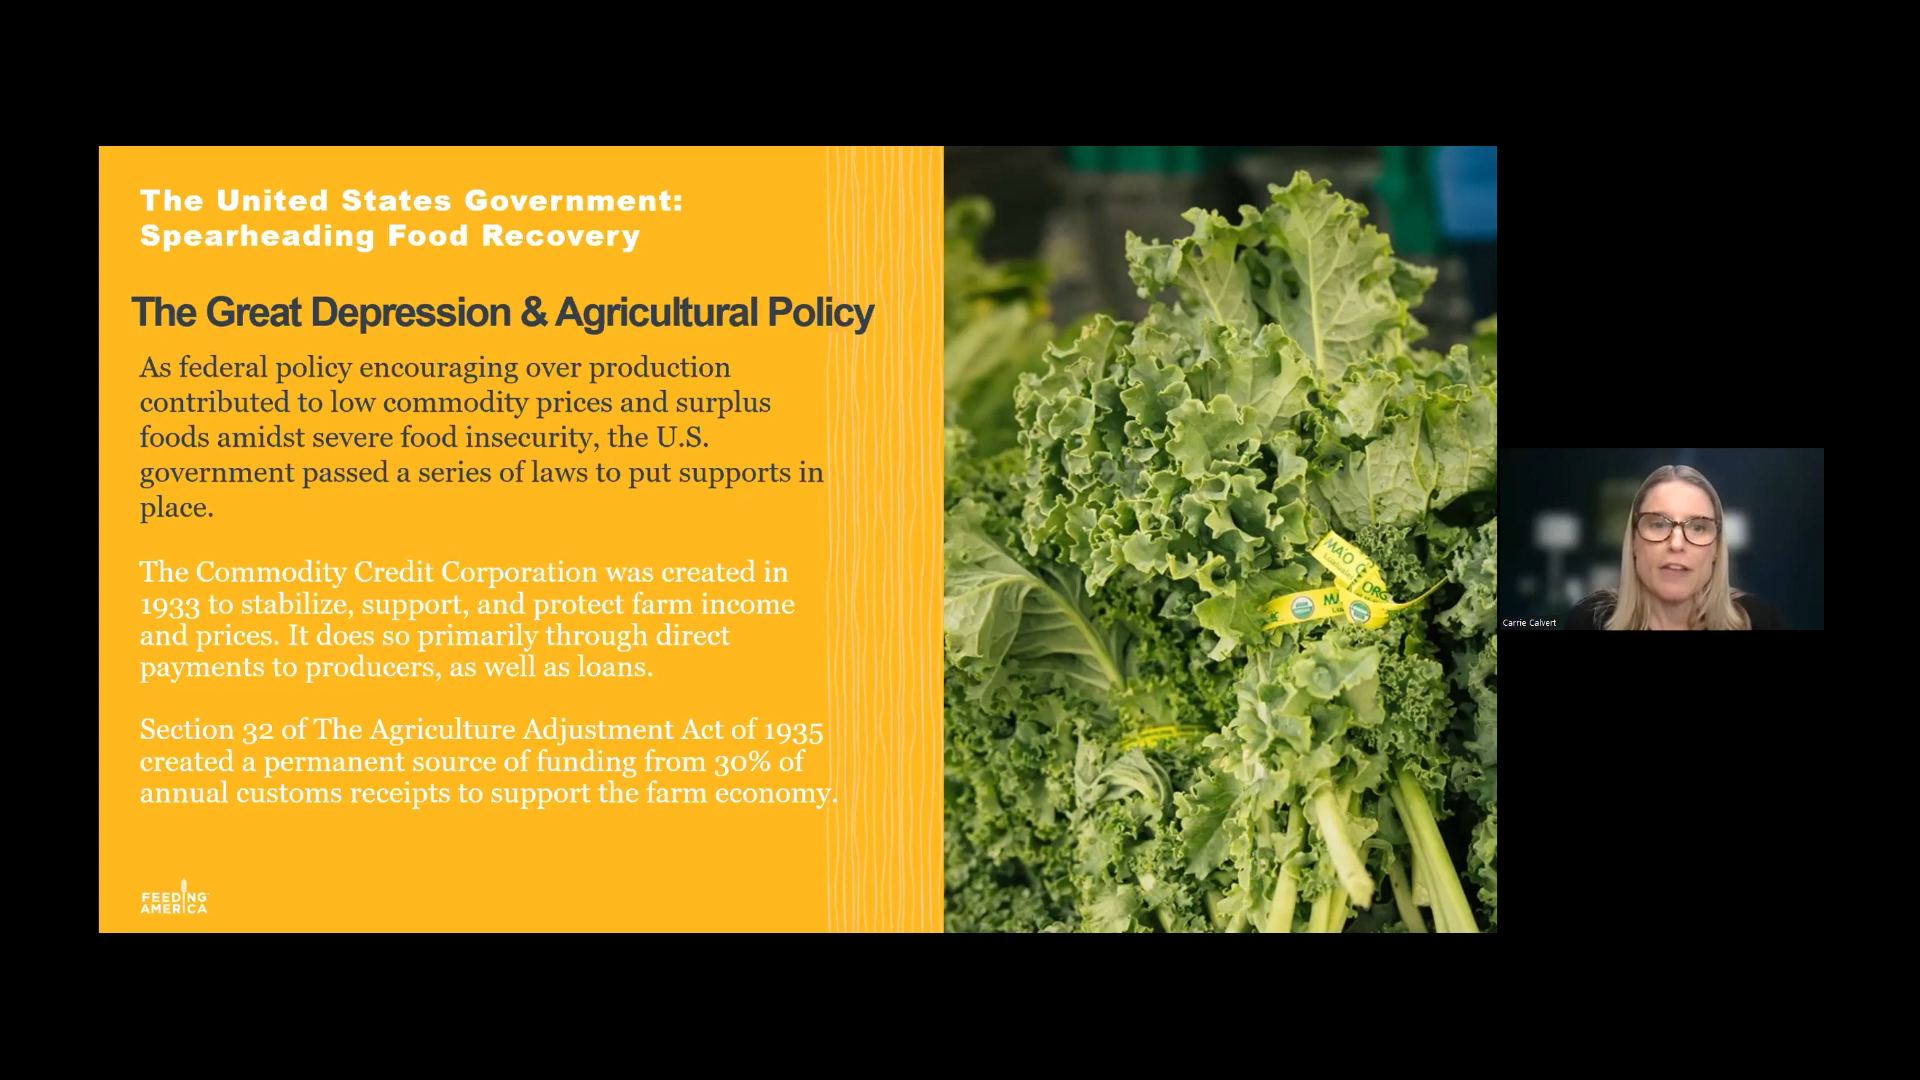 The United States Government:
Spearheading Food Recovery
The Great Depression & Agricultural Policy
As federal policy encouraging over production
contributed to low commodity prices and surplus
foods amidst severe food insecurity, the U.S.
government passed a series of laws to put supports in
place.
The Commodity Credit Corporation was created in
1933 to stabilize, support, and protect farm income
and prices. It does so primarily through direct
payments to producers, as well as loans.
Section 32 of The Agriculture Adjustment Act of 1935
created a permanent source of funding from 30% of
annual customs receipts to support the farm economy.
FEEDING
AMERICA
MA'O
ORG
Carrie Calvert